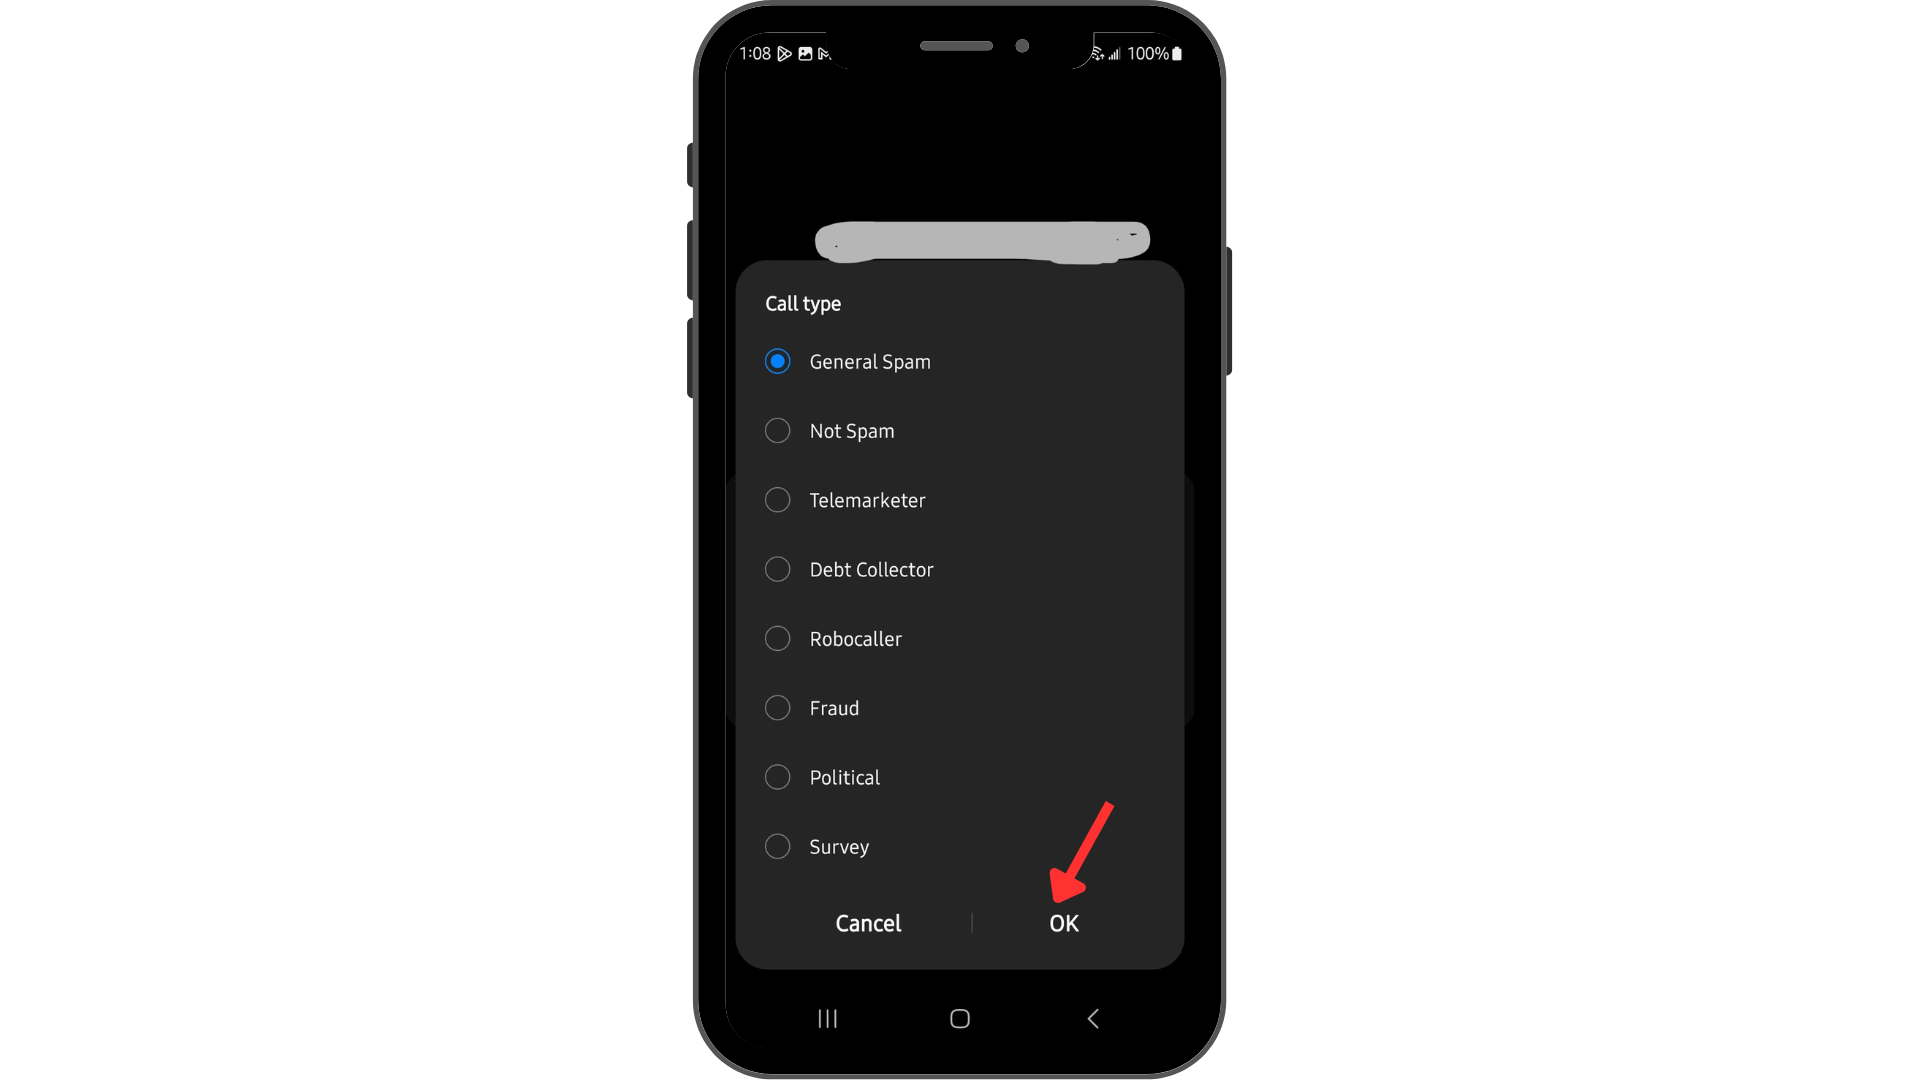 1:08 100%
Call type
General Spam
Not Spam
Telemarketer
Debt Collector
Robocaller
Fraud
Political
Survey
Cancel OK